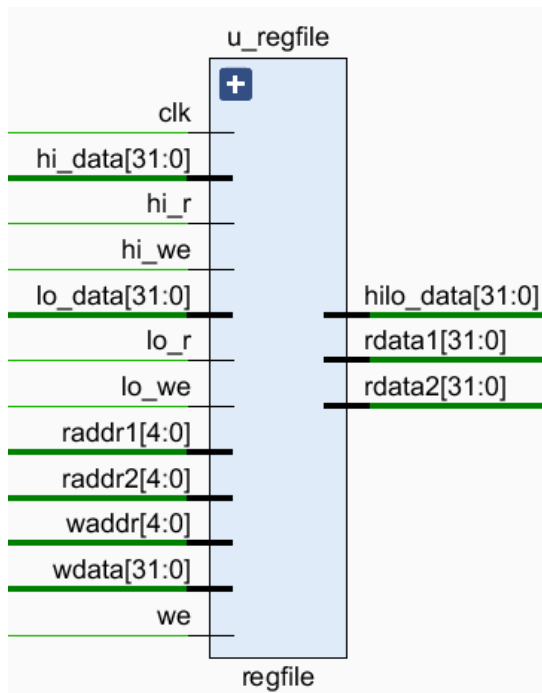 u_regfile
clk
hi_data[31:0]
hi_r
hi_we
lo_data[31:0]
hilo_data[31:0]
lo_r
rdata1[31:0]
lo_we
rdata2[31:0]
raddr1[4:0]
raddr2[4:0]
waddr[4:0]
wdata[31:0]
we
regfile